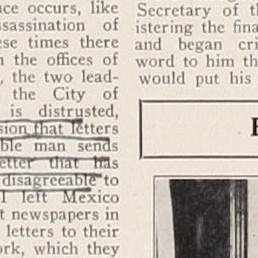 ce occurs, like
ssassination of
ese times there
n the offices of
, the two lead-
the City of
is distrusted,
sion that letters
ble man sends
etter that has
disagreeable to
I left Mexico
t newspapers in
letters to their
ork, which they
Secretary of th
istering the fina
and began cri
word to him th
would put his